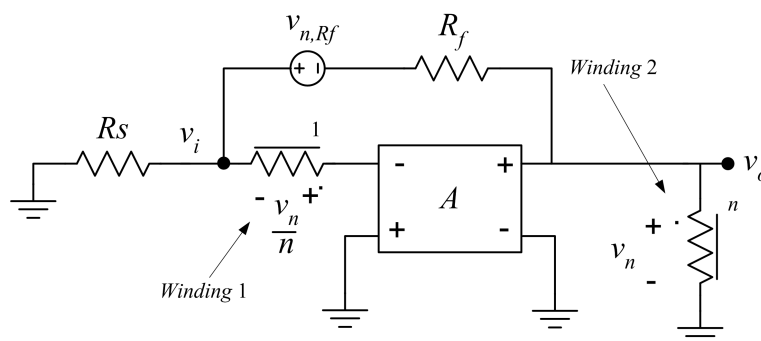 v_{n,Rf}
+ -
R_f
Winding 2
Rs
v_i
1
- +
v_n
n
- +
A
+ -
v_o
n
+
v_n
-
Winding 1